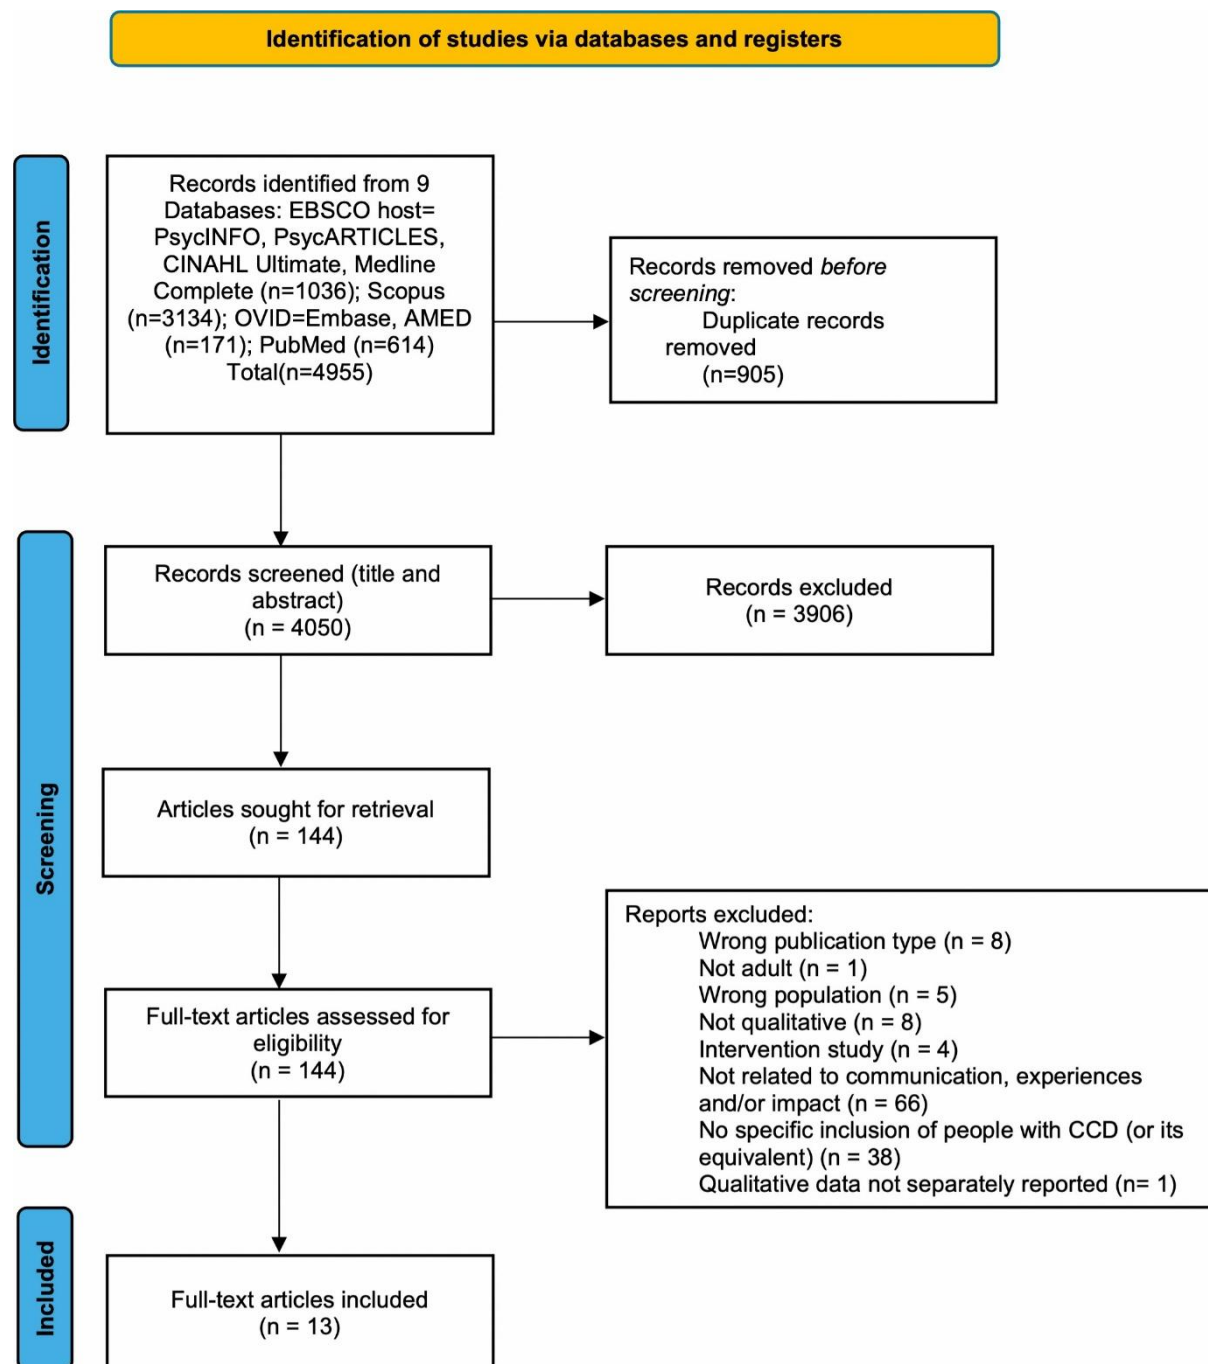 Identification of studies via databases and registers
Identification
Records identified from 9
Databases: EBSCO host=
PsycINFO, PsycARTICLES,
CINAHL Ultimate, Medline
Complete (n=1036); Scopus
(n=3134); OVID=Embase, AMED
(n=171); PubMed (n=614)
Total(n=4955)
Records removed before
screening:
Duplicate records
removed
(n=905)
Screening
Records screened (title and
abstract)
(n = 4050)
Records excluded
(n = 3906)
Articles sought for retrieval
(n = 144)
Full-text articles assessed for
eligibility
(n = 144)
Reports excluded:
Wrong publication type (n = 8)
Not adult (n = 1)
Wrong population (n = 5)
Not qualitative (n = 8)
Intervention study (n = 4)
Not related to communication, experiences
and/or impact (n = 66)
No specific inclusion of people with CCD (or its
equivalent) (n = 38)
Qualitative data not separately reported (n= 1)
Included
Full-text articles included
(n = 13)